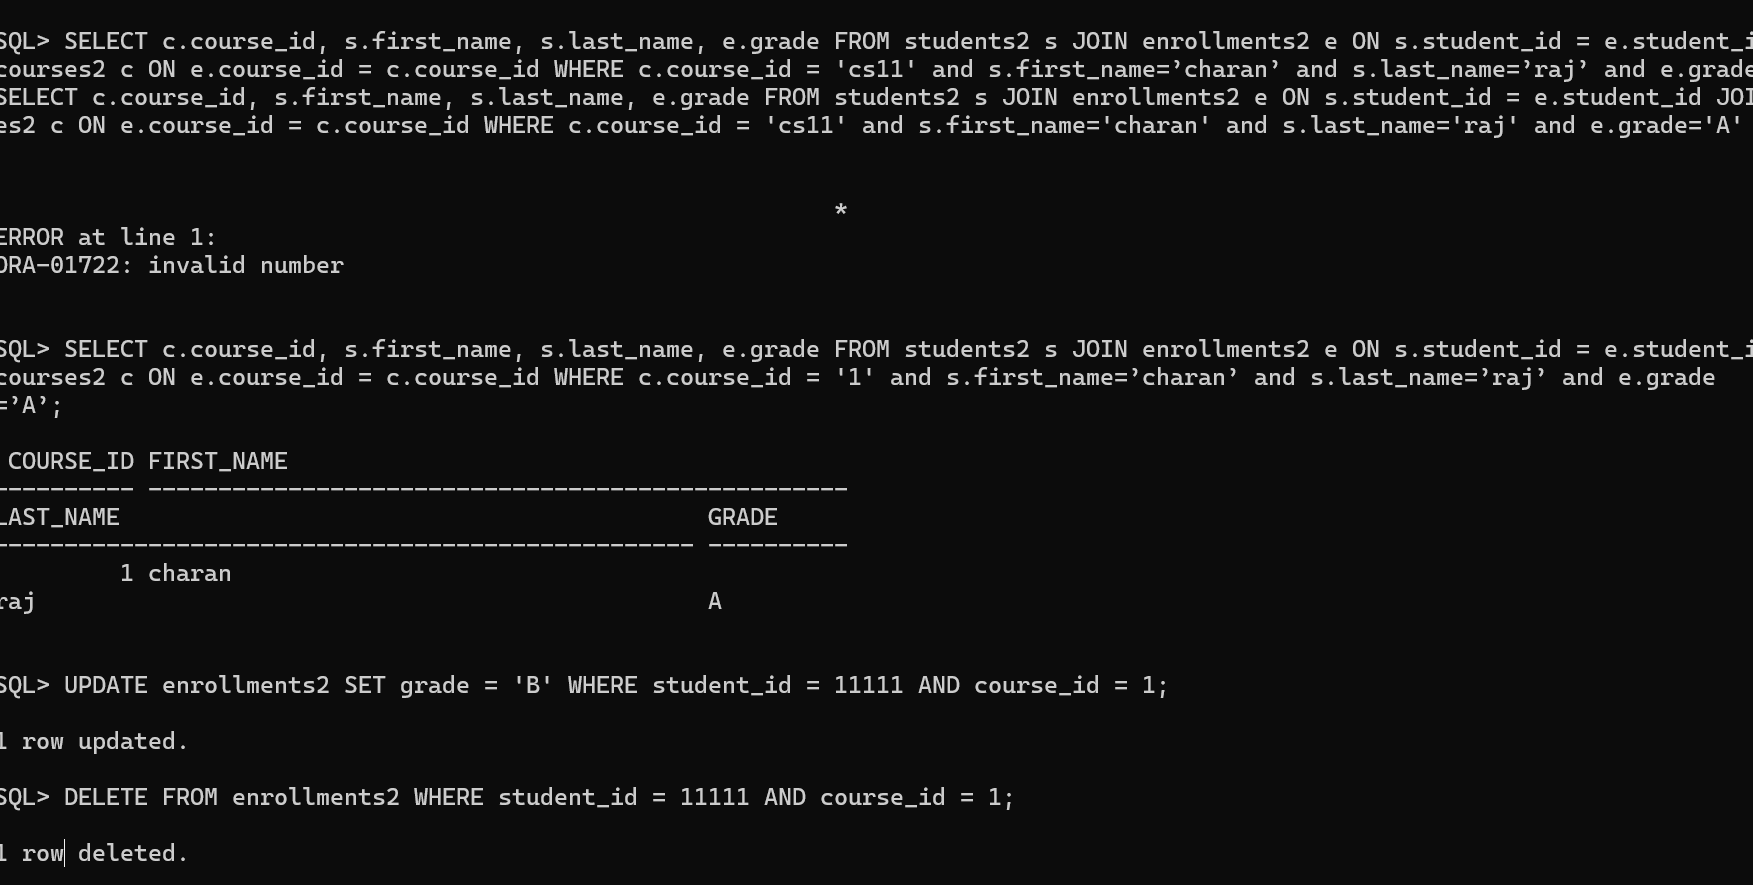 SQL> SELECT c.course_id, s.first_name, s.last_name, e.grade FROM students2 s JOIN enrollments2 e ON s.student_id = e.student_i
courses2 c ON e.course_id = c.course_id WHERE c.course_id = 'cs11' and s.first_name=’charan’ and s.last_name=’raj’ and e.grade
SELECT c.course_id, s.first_name, s.last_name, e.grade FROM students2 s JOIN enrollments2 e ON s.student_id = e.student_id JOI
es2 c ON e.course_id = c.course_id WHERE c.course_id = 'cs11' and s.first_name='charan' and s.last_name='raj' and e.grade='A'
*
ERROR at line 1:
ORA-01722: invalid number
SQL> SELECT c.course_id, s.first_name, s.last_name, e.grade FROM students2 s JOIN enrollments2 e ON s.student_id = e.student_i
courses2 c ON e.course_id = c.course_id WHERE c.course_id = '1' and s.first_name=’charan’ and s.last_name=’raj’ and e.grade
=’A’;
COURSE_ID FIRST_NAME
---------- --------------------------------------------------
LAST_NAME GRADE
-------------------------------------------------- ----------
1 charan
raj A
SQL> UPDATE enrollments2 SET grade = 'B' WHERE student_id = 11111 AND course_id = 1;
1 row updated.
SQL> DELETE FROM enrollments2 WHERE student_id = 11111 AND course_id = 1;
1 row deleted.